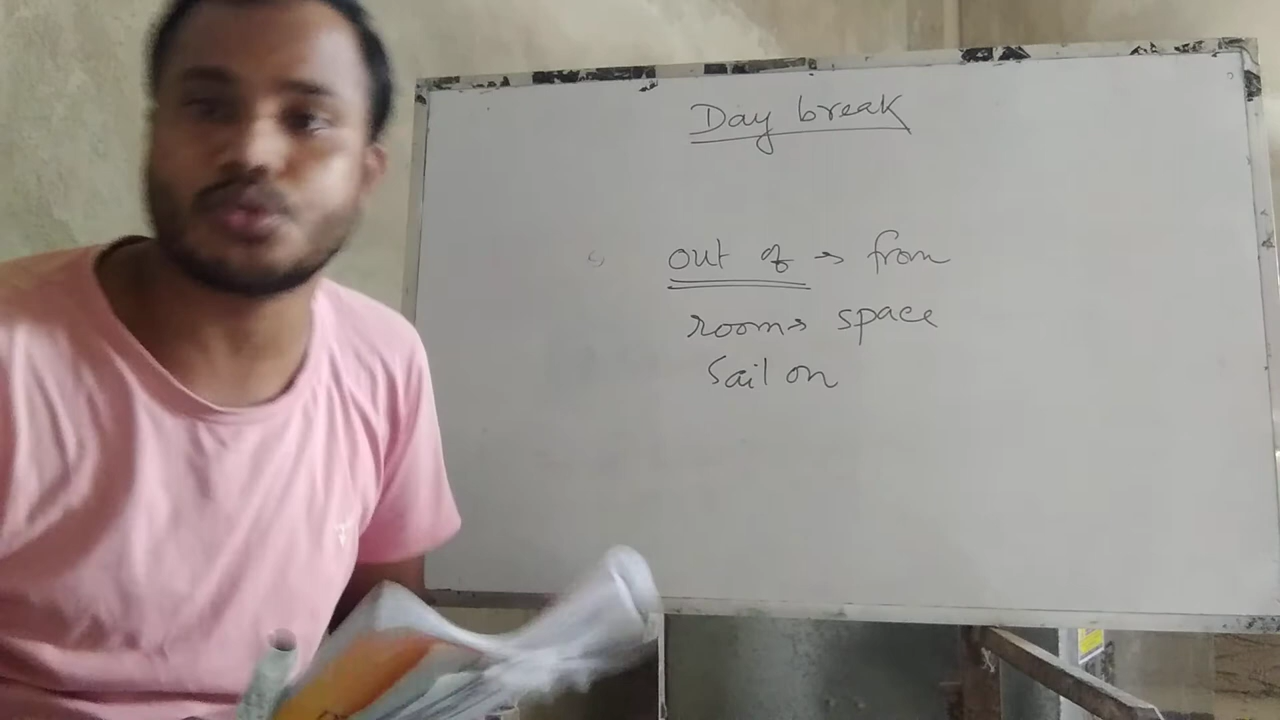 Day break
out of → from
room → space
Sail on